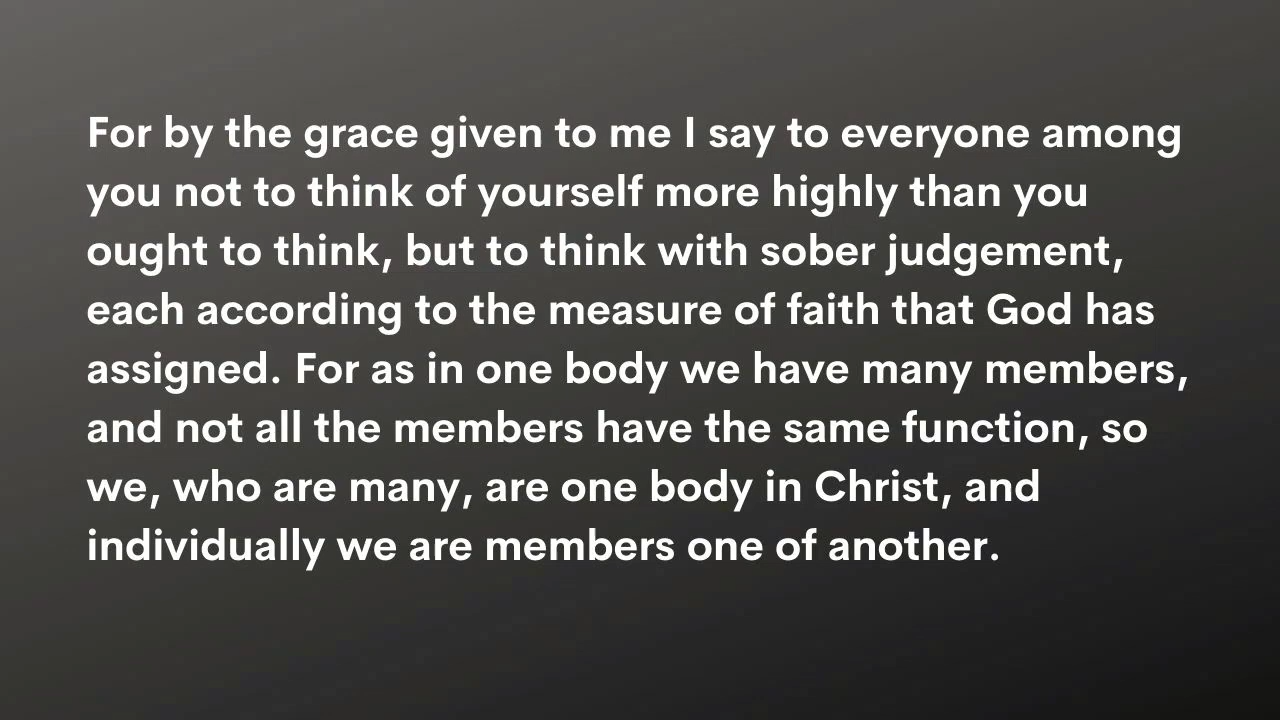 For by the grace given to me I say to everyone among
you not to think of yourself more highly than you
ought to think, but to think with sober judgement,
each according to the measure of faith that God has
assigned. For as in one body we have many members,
and not all the members have the same function, so
we, who are many, are one body in Christ, and
individually we are members one of another.